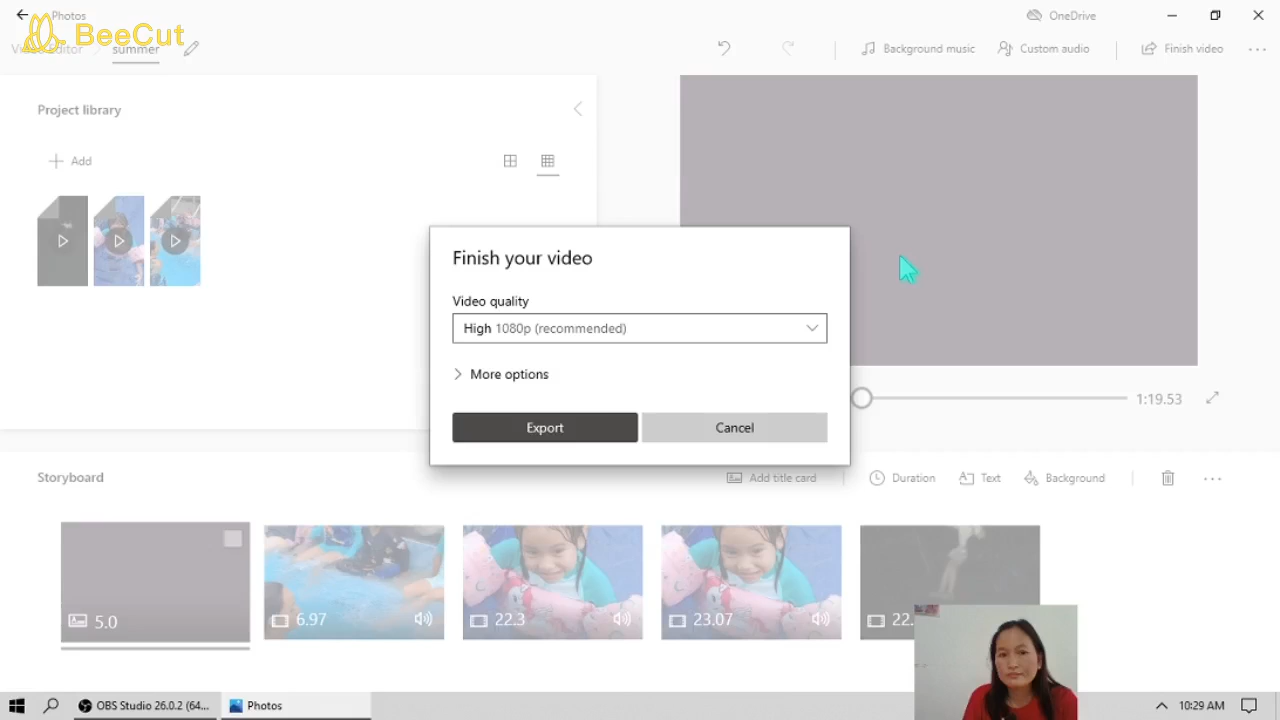 Photos
OneDrive
BeeCut
Editor
summer
Background music
Custom audio
Finish video
Project library
Add
Finish your video
Video quality
High 1080p (recommended)
More options
Export
Cancel
1:19.53
Storyboard
Add title card
Duration
Text
Background
5.0
6.97
22.3
23.07
22.
OBS Studio 26.0.2 (64...
Photos
10:29 AM